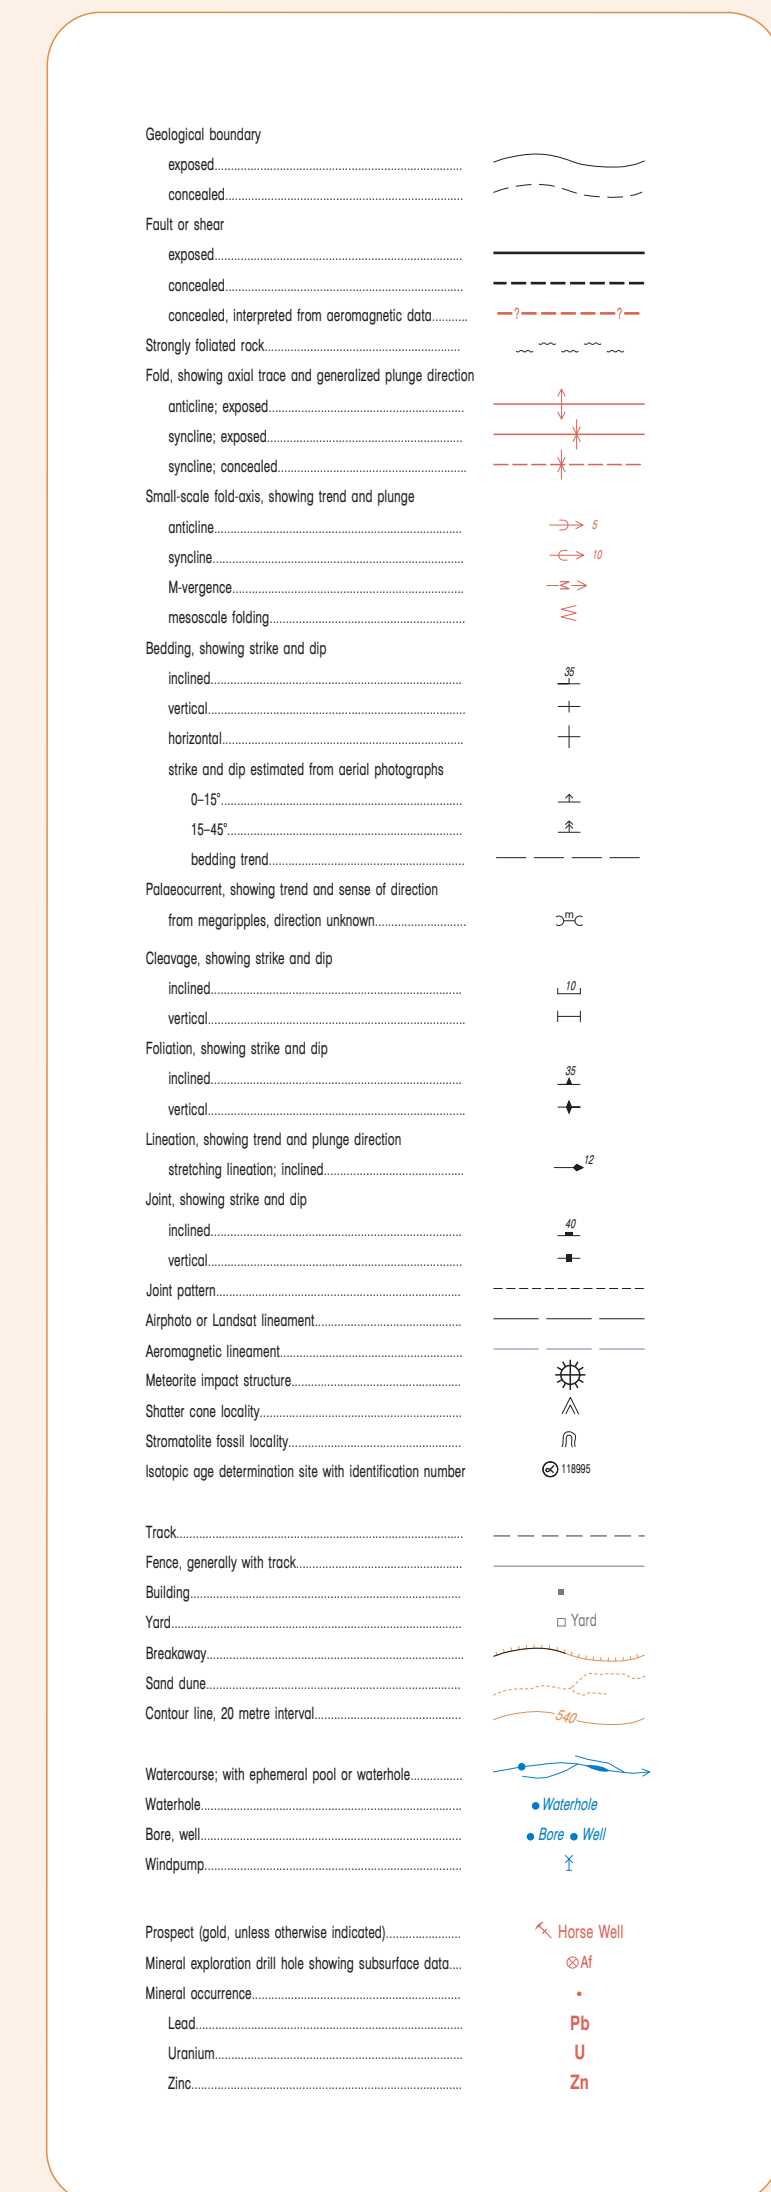 Geological boundary
exposed
concealed
Fault or shear
exposed
concealed
concealed, interpreted from aeromagnetic data ? ?
Strongly foliated rock
Fold, showing axial trace and generalized plunge direction
anticline; exposed
syncline; exposed
syncline; concealed
Small-scale fold-axis, showing trend and plunge
anticline 5
syncline 10
M-vergence
mesoscale folding
Bedding, showing strike and dip
inclined 35
vertical
horizontal
strike and dip estimated from aerial photographs
0–15°
15–45°
bedding trend
Palaeocurrent, showing trend and sense of direction
from megaripples, direction unknown m
Cleavage, showing strike and dip
inclined 10
vertical
Foliation, showing strike and dip
inclined 35
vertical
Lineation, showing trend and plunge direction
stretching lineation; inclined 12
Joint, showing strike and dip
inclined 40
vertical
Joint pattern
Airphoto or Landsat lineament
Aeromagnetic lineament
Meteorite impact structure
Shatter cone locality
Stromatolite fossil locality
Isotopic age determination site with identification number 118995
Track
Fence, generally with track
Building
Yard Yard
Breakaway
Sand dune
Contour line, 20 metre interval 540
Watercourse; with ephemeral pool or waterhole
Waterhole Waterhole
Bore, well Bore Well
Windpump
Prospect (gold, unless otherwise indicated) Horse Well
Mineral exploration drill hole showing subsurface data Af
Mineral occurrence
Lead Pb
Uranium U
Zinc Zn